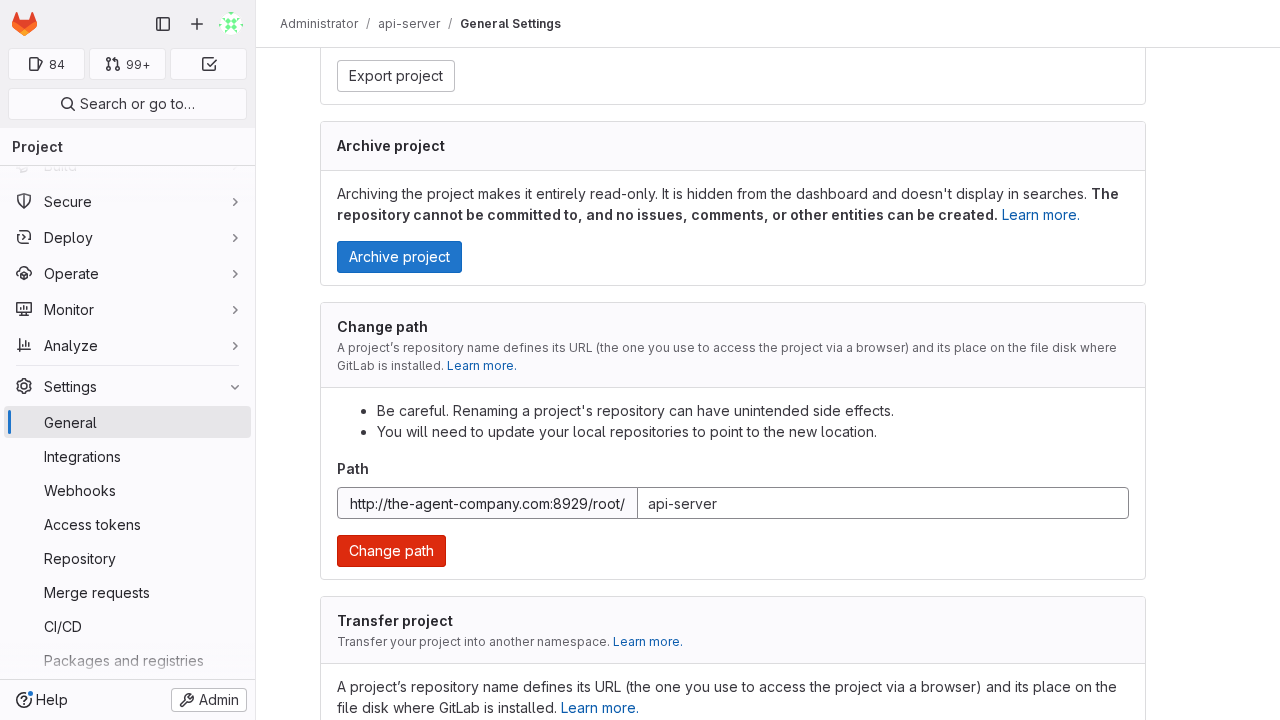 Administrator / api-server / General Settings
84
99+
Search or go to…
Project
Build
Secure
Deploy
Operate
Monitor
Analyze
Settings
General
Integrations
Webhooks
Access tokens
Repository
Merge requests
CI/CD
Packages and registries
Help
Admin
Export project
Archive project
Archiving the project makes it entirely read-only. It is hidden from the dashboard and doesn't display in searches. The
repository cannot be committed to, and no issues, comments, or other entities can be created. Learn more.
Archive project
Change path
A project's repository name defines its URL (the one you use to access the project via a browser) and its place on the file disk where
GitLab is installed. Learn more.
Be careful. Renaming a project's repository can have unintended side effects.
You will need to update your local repositories to point to the new location.
Path
http://the-agent-company.com:8929/root/ api-server
Change path
Transfer project
Transfer your project into another namespace. Learn more.
A project's repository name defines its URL (the one you use to access the project via a browser) and its place on the
file disk where GitLab is installed. Learn more.